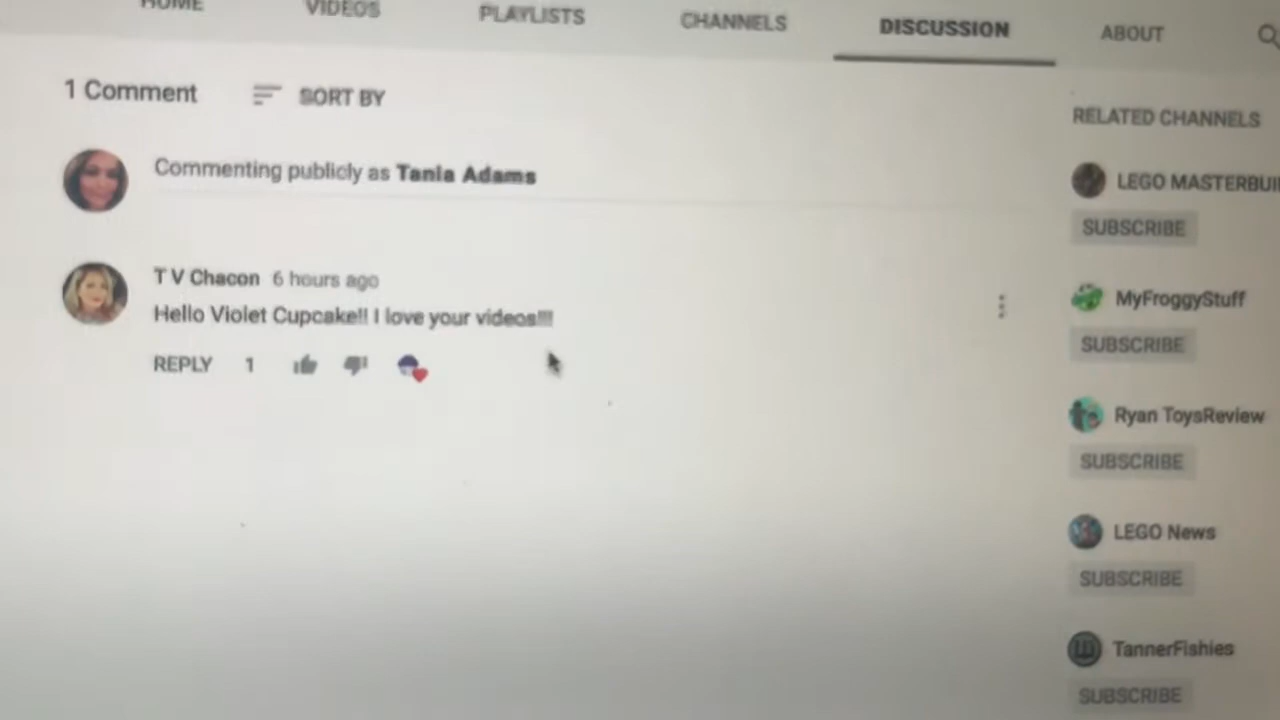 HOME VIDEOS PLAYLISTS CHANNELS DISCUSSION ABOUT
1 Comment SORT BY
Commenting publicly as Tania Adams
T V Chacon 6 hours ago
Hello Violet Cupcake!! I love your videos!!!!
REPLY 1
RELATED CHANNELS
LEGO MASTERBUI
SUBSCRIBE
MyFroggyStuff
SUBSCRIBE
Ryan ToysReview
SUBSCRIBE
LEGO News
SUBSCRIBE
TannerFishies
SUBSCRIBE